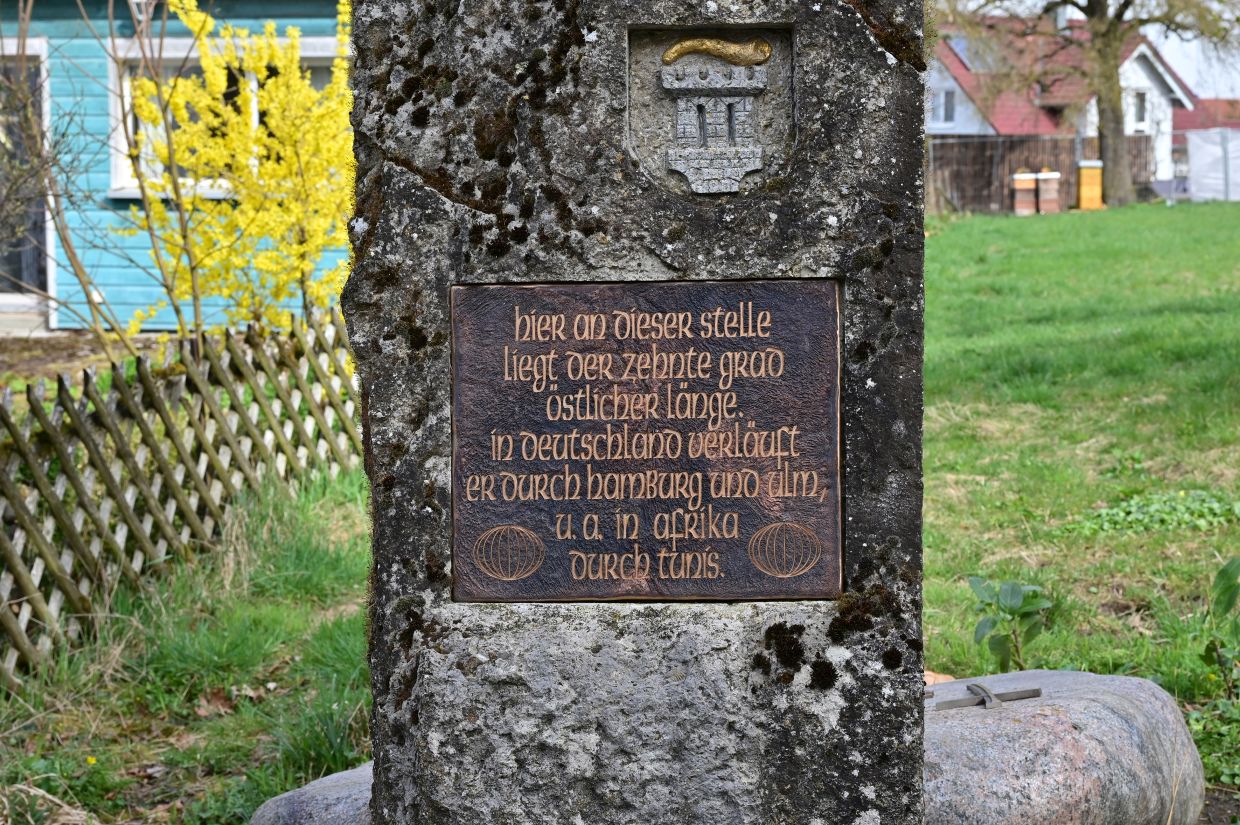 hier an dieser stelle
liegt der zehnte grad
östlicher länge.
in deutschland verläuft
er durch hamburg und ulm,
u. a. in afrika
durch tunis.